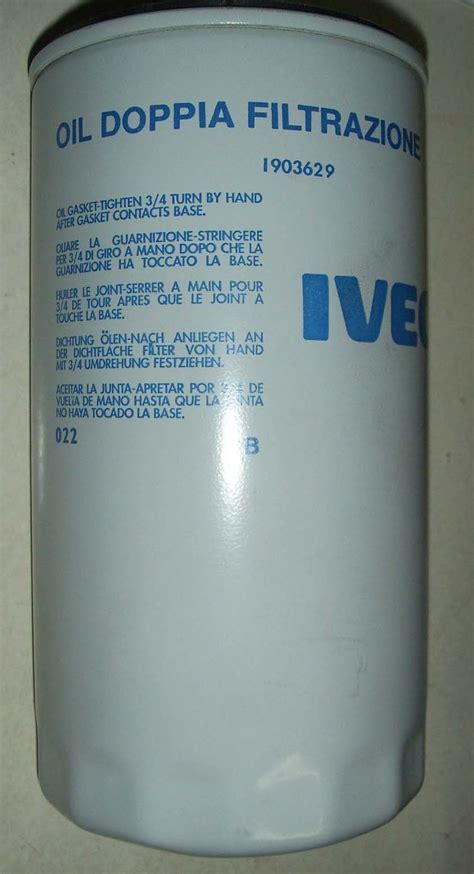 OIL DOPPIA FILTRAZIONE
1903629
OIL GASKET-TIGHTEN 3/4 TURN BY HAND
AFTER GASKET CONTACTS BASE.
OLIARE LA GUARNIZIONE-STRINGERE
PER 3/4 DI GIRO A MANO DOPO CHE LA
GUARNIZIONE HA TOCCATO LA BASE.
HUILER LE JOINT-SERRER A MAIN POUR
3/4 DE TOUR APRES QUE LE JOINT A
TOUCHE LA BASE.
DICHTUNG ÖLEN-NACH ANLIEGEN AN
DER DICHTFLACHE FILTER VON HAND
MIT 3/4 UMDREHUNG FESTZIEHEN.
ACEITAR LA JUNTA-APRETAR POR 3/4 DE
VUELTA DE MANO HASTA QUE LA JUNTA
NO HAYA TOCADO LA BASE.
022
B
IVEC